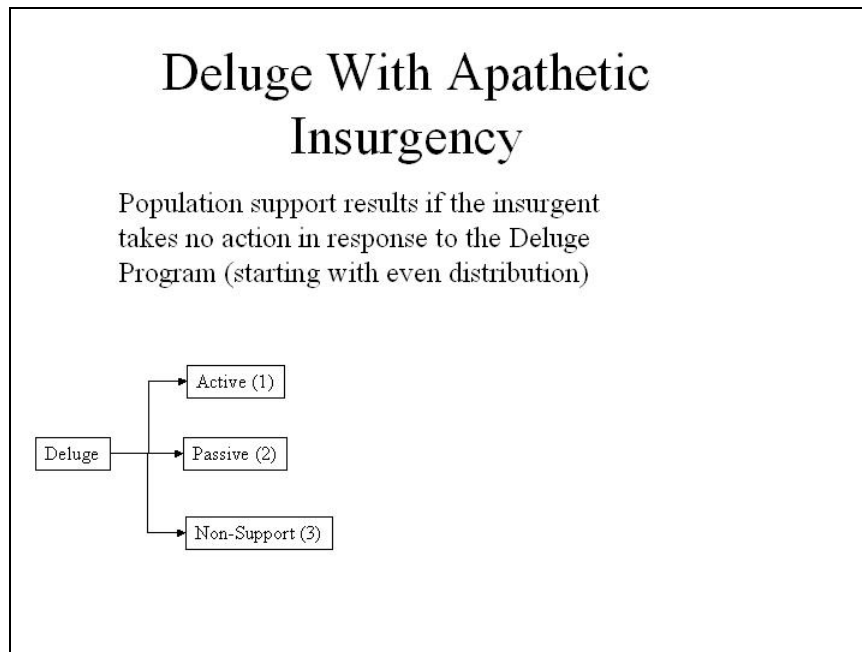 Deluge With Apathetic
Insurgency
Population support results if the insurgent
takes no action in response to the Deluge
Program (starting with even distribution)
Active (1)
Deluge
Passive (2)
Non-Support (3)